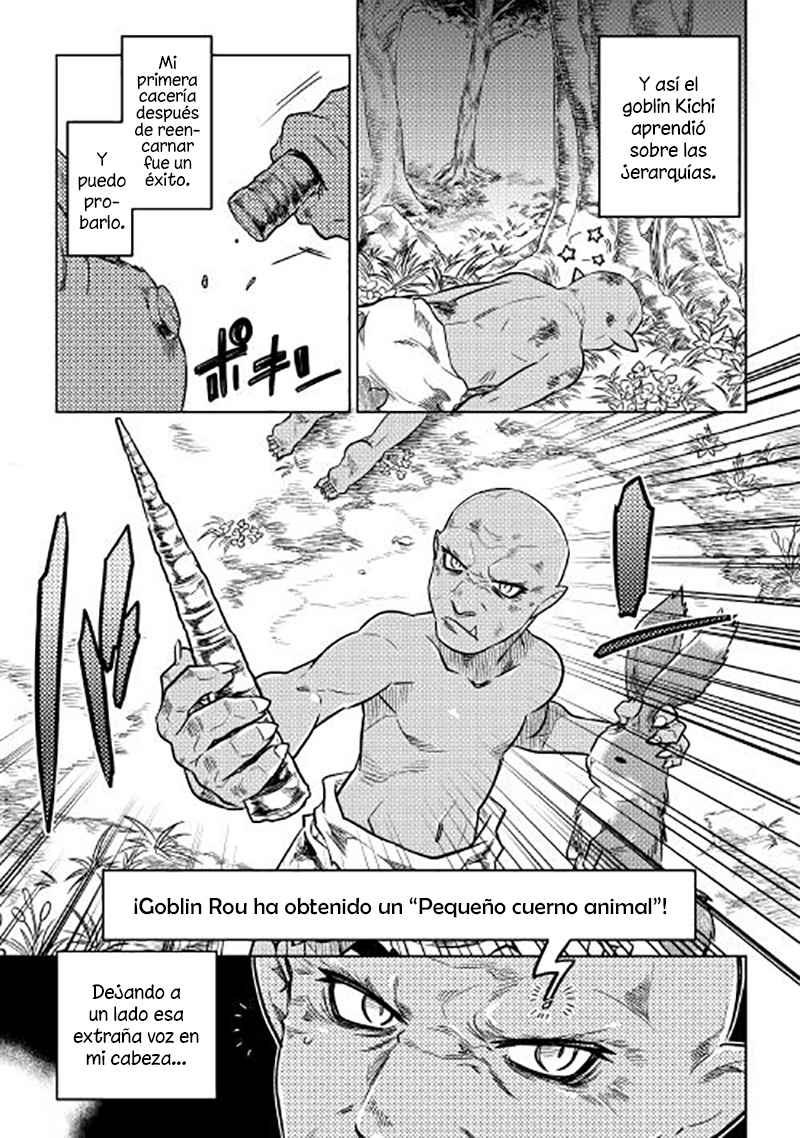 Y así el
goblin Kichi
aprendió
sobre las
jerarquías.
Mi
primera
cacería
después
de reen-
carnar
fue un
éxito.
Y
puedo
pro-
barlo.
ポキン
¡Goblin Rou ha obtenido un “Pequeño cuerno animal”!
Dejando a
un lado esa
extraña voz en
mi cabeza...